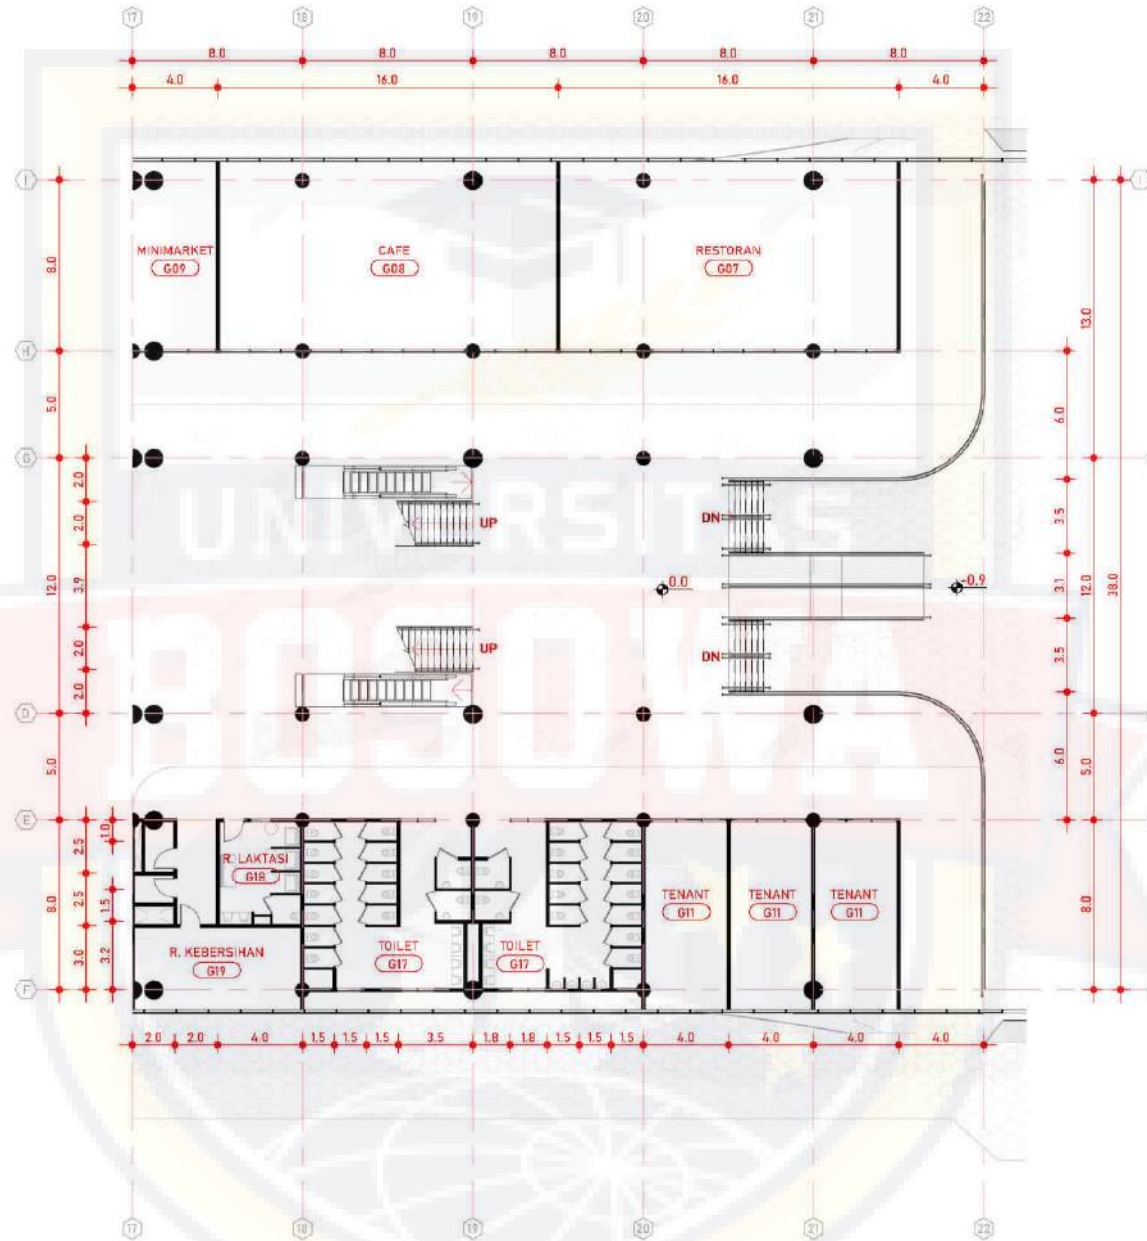 17 18 19 20 21 22
8.0 8.0 8.0 8.0 8.0
4.0 16.0 16.0 4.0
I I
MINIMARKET CAFE RESTORAN
G09 G08 G07
8.0 13.0
H
5.0 6.0
G
2.0 2.0 3.9 2.0 2.0
12.0
UP DN
UNIVERSITAS
3.5 3.1 3.5
12.0 38.0
0.0 -0.9
UP DN
BOSOWA
D
5.0 6.0 5.0
E
2.5 2.5 3.0
1.0 1.5 3.2
8.0 8.0
R. LAKTASI
G18
TENANT TENANT TENANT
G11 G11 G11
R. KEBERSIHAN TOILET TOILET
G19 G17 G17
F
2.0 2.0 4.0 1.5 1.5 1.5 3.5 1.8 1.8 1.5 1.5 1.5 4.0 4.0 4.0 4.0
17 18 19 20 21 22